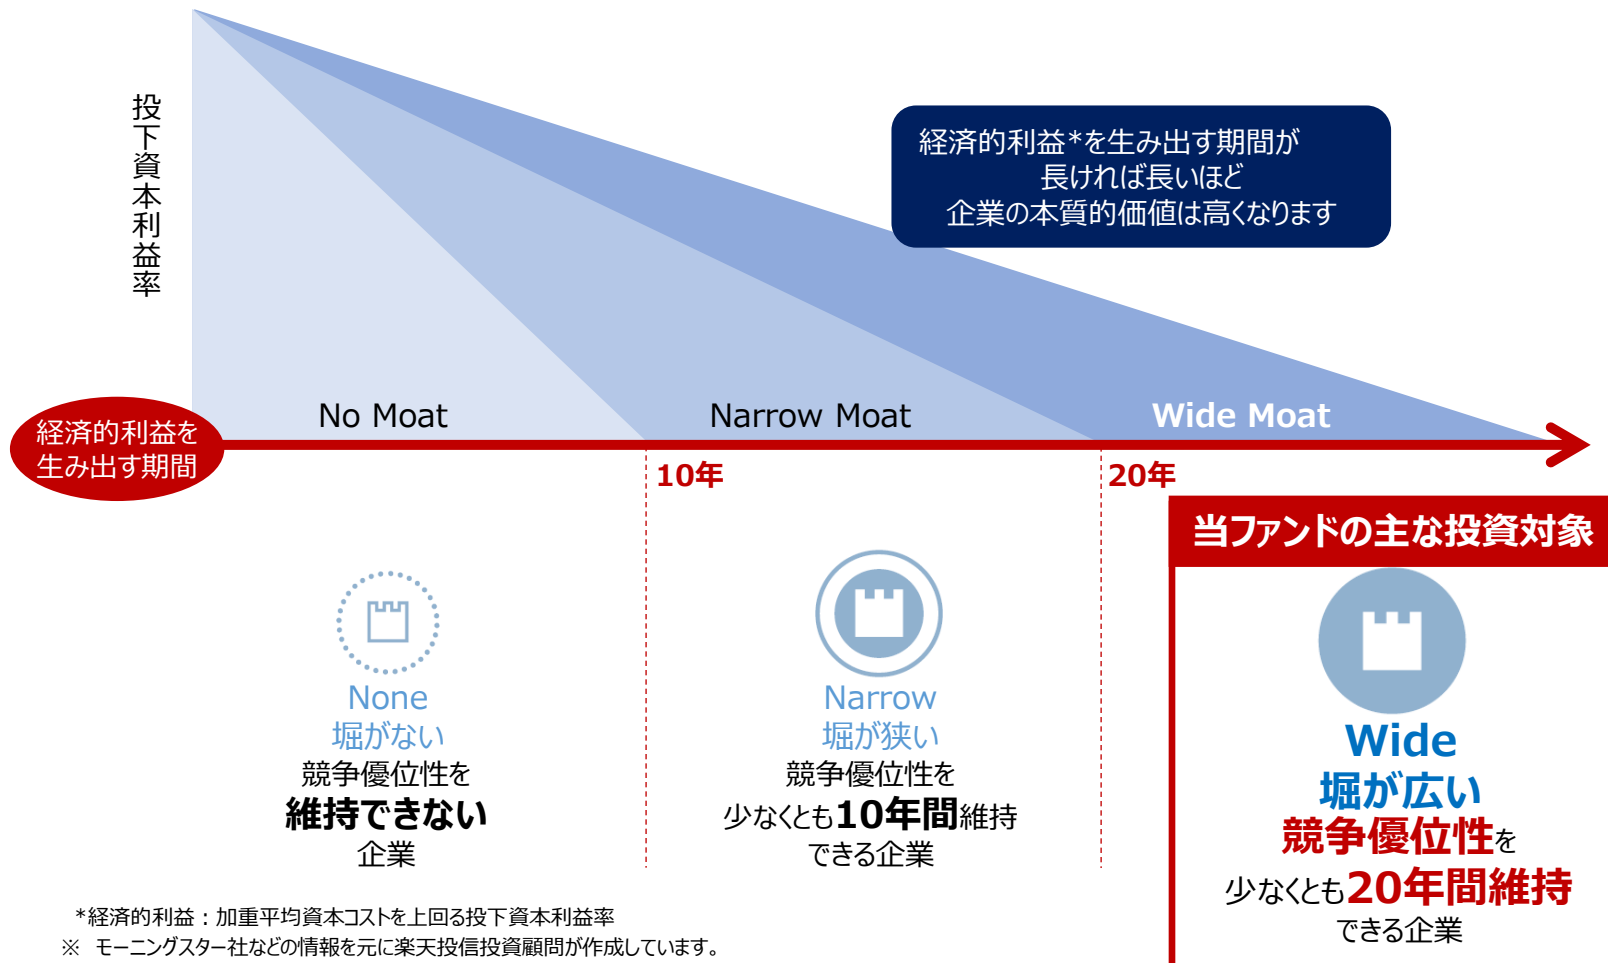 投下資本利益率
経済的利益*を生み出す期間が
長ければ長いほど
企業の本質的価値は高くなります
No Moat
Narrow Moat
Wide Moat
経済的利益を
生み出す期間
10年
20年
当ファンドの主な投資対象
None
堀がない
競争優位性を
維持できない
企業
Narrow
堀が狭い
競争優位性を
少なくとも10年間維持
できる企業
Wide
堀が広い
競争優位性を
少なくとも20年間維持
できる企業
*経済的利益：加重平均資本コストを上回る投下資本利益率
※ モーニングスター社などの情報を元に楽天投信投資顧問が作成しています。